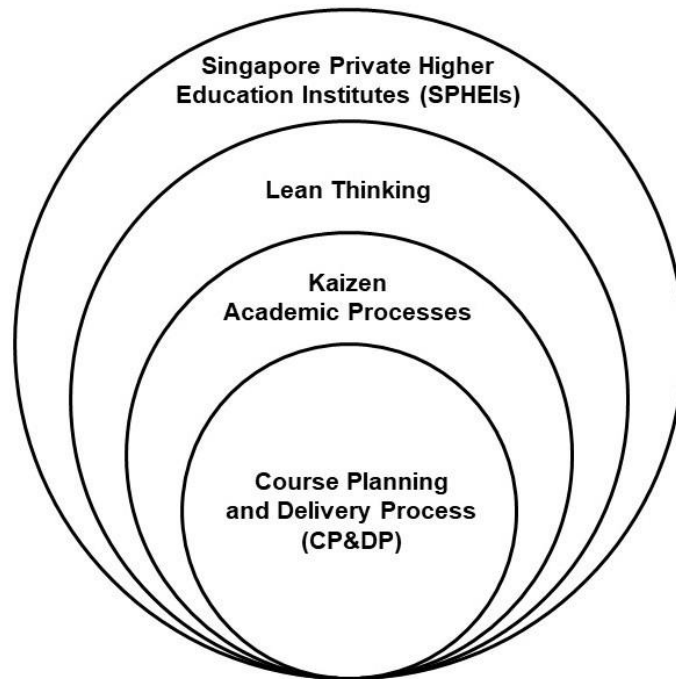 Singapore Private Higher
Education Institutes (SPHEIs)
Lean Thinking
Kaizen
Academic Processes
Course Planning
and Delivery Process
(CP&DP)